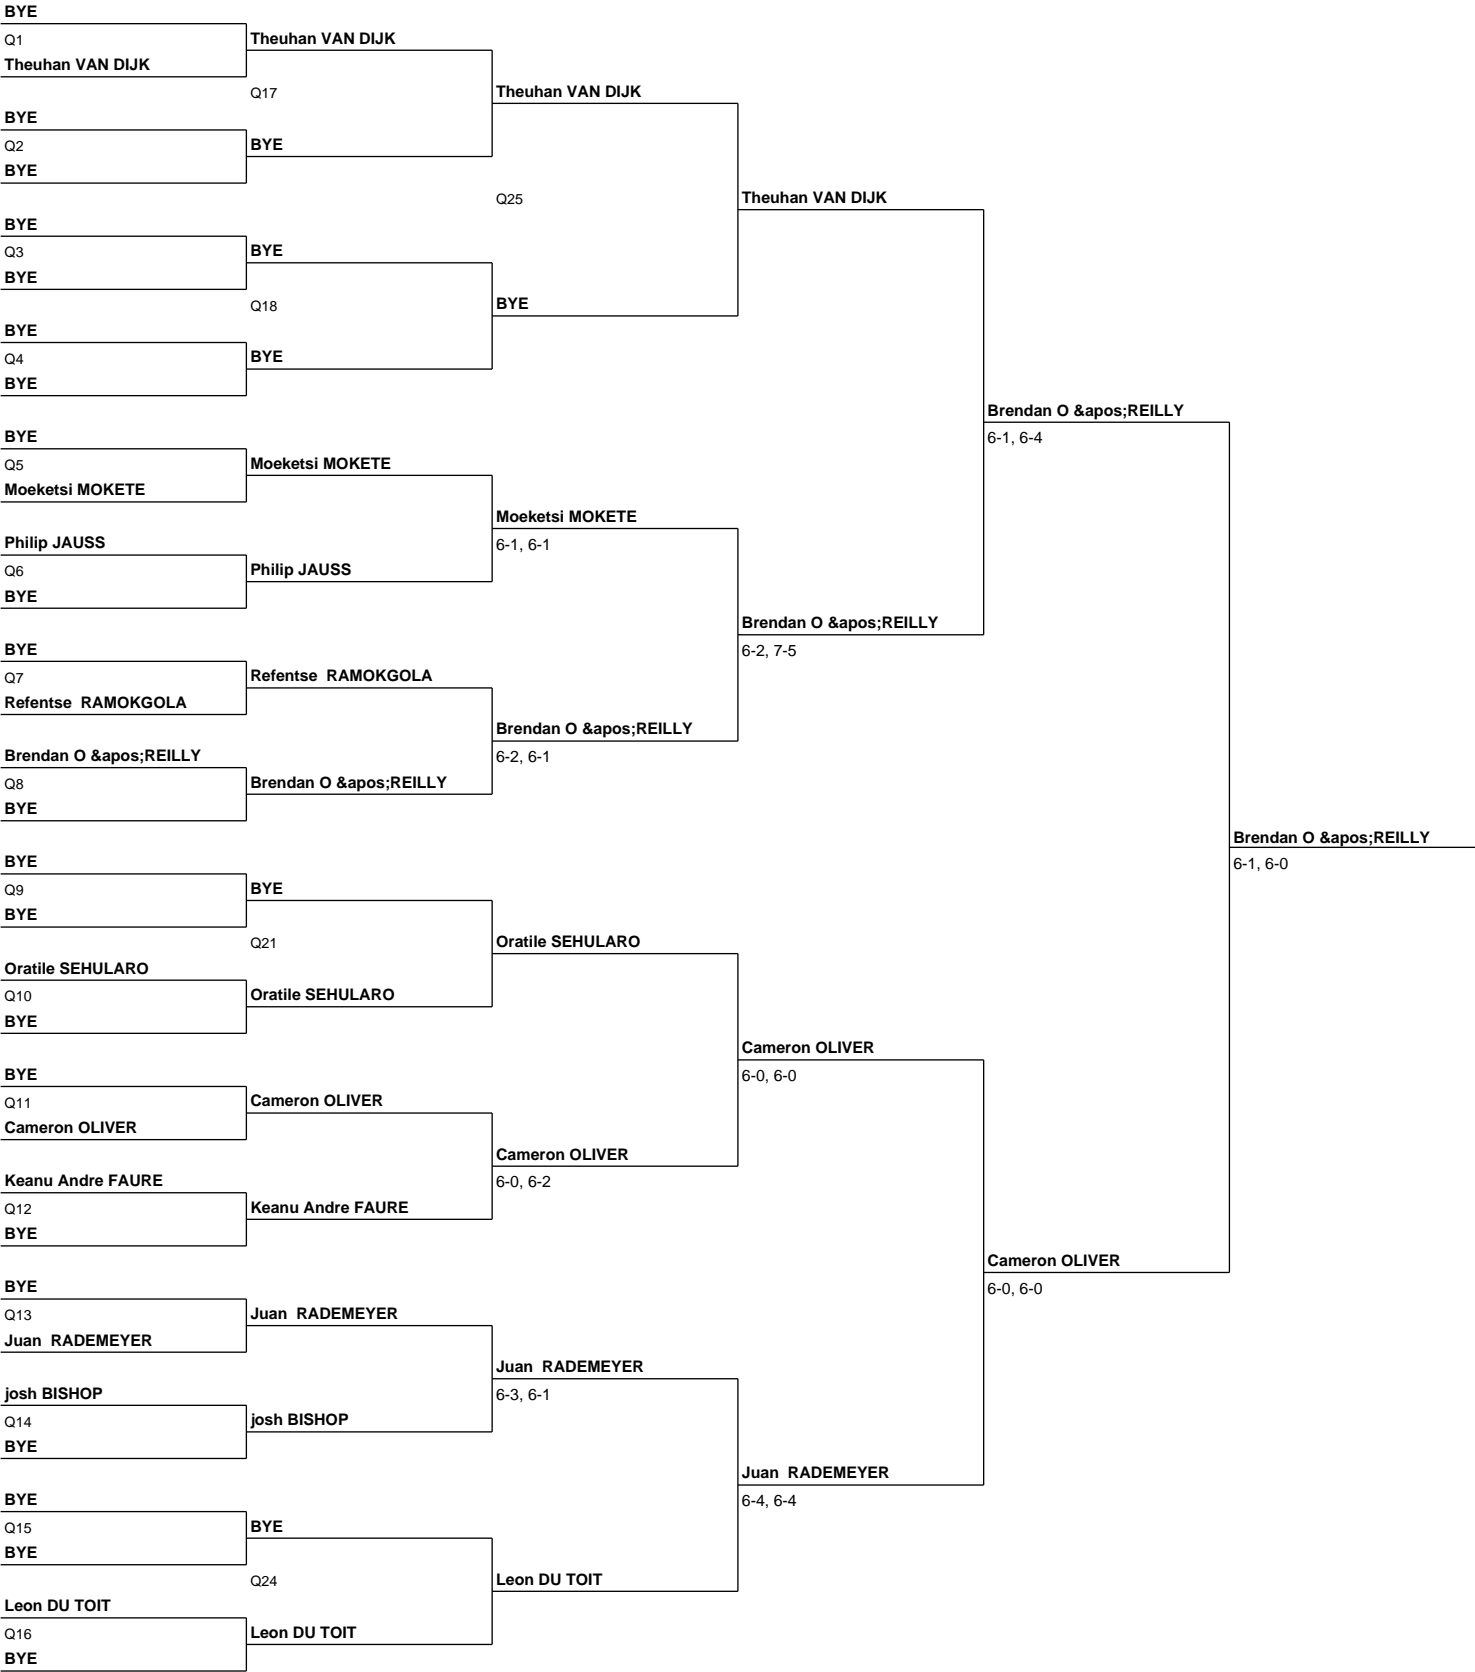 BYE
Q1
Theuhan VAN DIJK
BYE
Q2
BYE
BYE
Q3
BYE
BYE
Q4
BYE
BYE
Q5
Moeketsi MOKETE
Philip JAUSS
Q6
BYE
BYE
Q7
Refentse  RAMOKGOLA
Brendan O &apos;REILLY
Q8
BYE
BYE
Q9
BYE
Oratile SEHULARO
Q10
BYE
BYE
Q11
Cameron OLIVER
Keanu Andre FAURE
Q12
BYE
BYE
Q13
Juan  RADEMEYER
josh BISHOP
Q14
BYE
BYE
Q15
BYE
Leon DU TOIT
Q16
BYE
Theuhan VAN DIJK
Q17
BYE
BYE
Q18
BYE
Moeketsi MOKETE
Philip JAUSS
Refentse  RAMOKGOLA
Brendan O &apos;REILLY
BYE
Q21
Oratile SEHULARO
Cameron OLIVER
Keanu Andre FAURE
Juan  RADEMEYER
josh BISHOP
BYE
Q24
Leon DU TOIT
Theuhan VAN DIJK
Q25
BYE
Moeketsi MOKETE
6-1, 6-1
Brendan O &apos;REILLY
6-2, 6-1
Oratile SEHULARO
Cameron OLIVER
6-0, 6-2
Juan  RADEMEYER
6-3, 6-1
Leon DU TOIT
Theuhan VAN DIJK
Brendan O &apos;REILLY
6-2, 7-5
Cameron OLIVER
6-0, 6-0
Juan  RADEMEYER
6-4, 6-4
Brendan O &apos;REILLY
6-1, 6-4
Cameron OLIVER
6-0, 6-0
Brendan O &apos;REILLY
6-1, 6-0